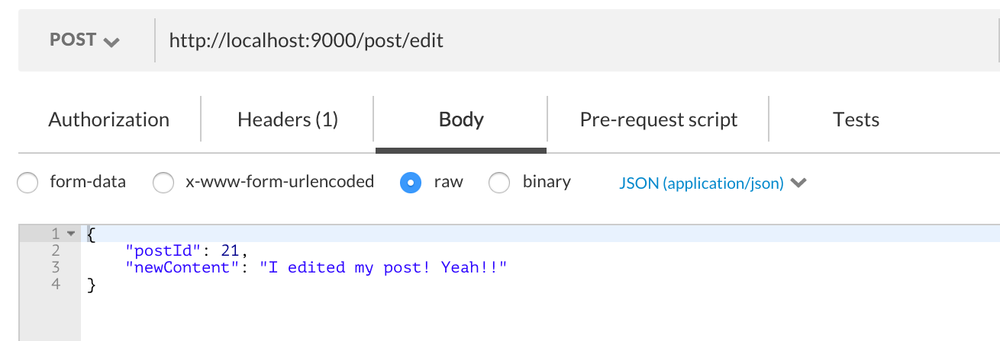 POST http://localhost:9000/post/edit
Authorization Headers (1) Body Pre-request script Tests
form-data x-www-form-urlencoded raw binary JSON (application/json)
1 {
2 "postId": 21,
3 "newContent": "I edited my post! Yeah!!"
4 }